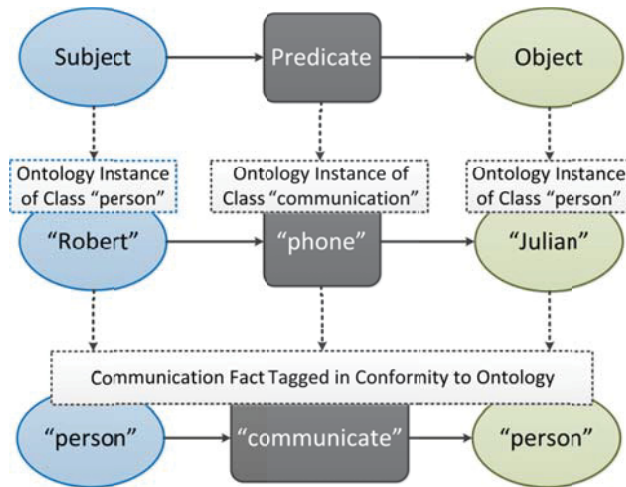 Subject Predicate Object
Ontology Instance of Class "person"
Ontology Instance of Class "communication"
Ontology Instance of Class "person"
"Robert" "phone" "Julian"
Communication Fact Tagged in Conformity to Ontology
"person" "communicate" "person"